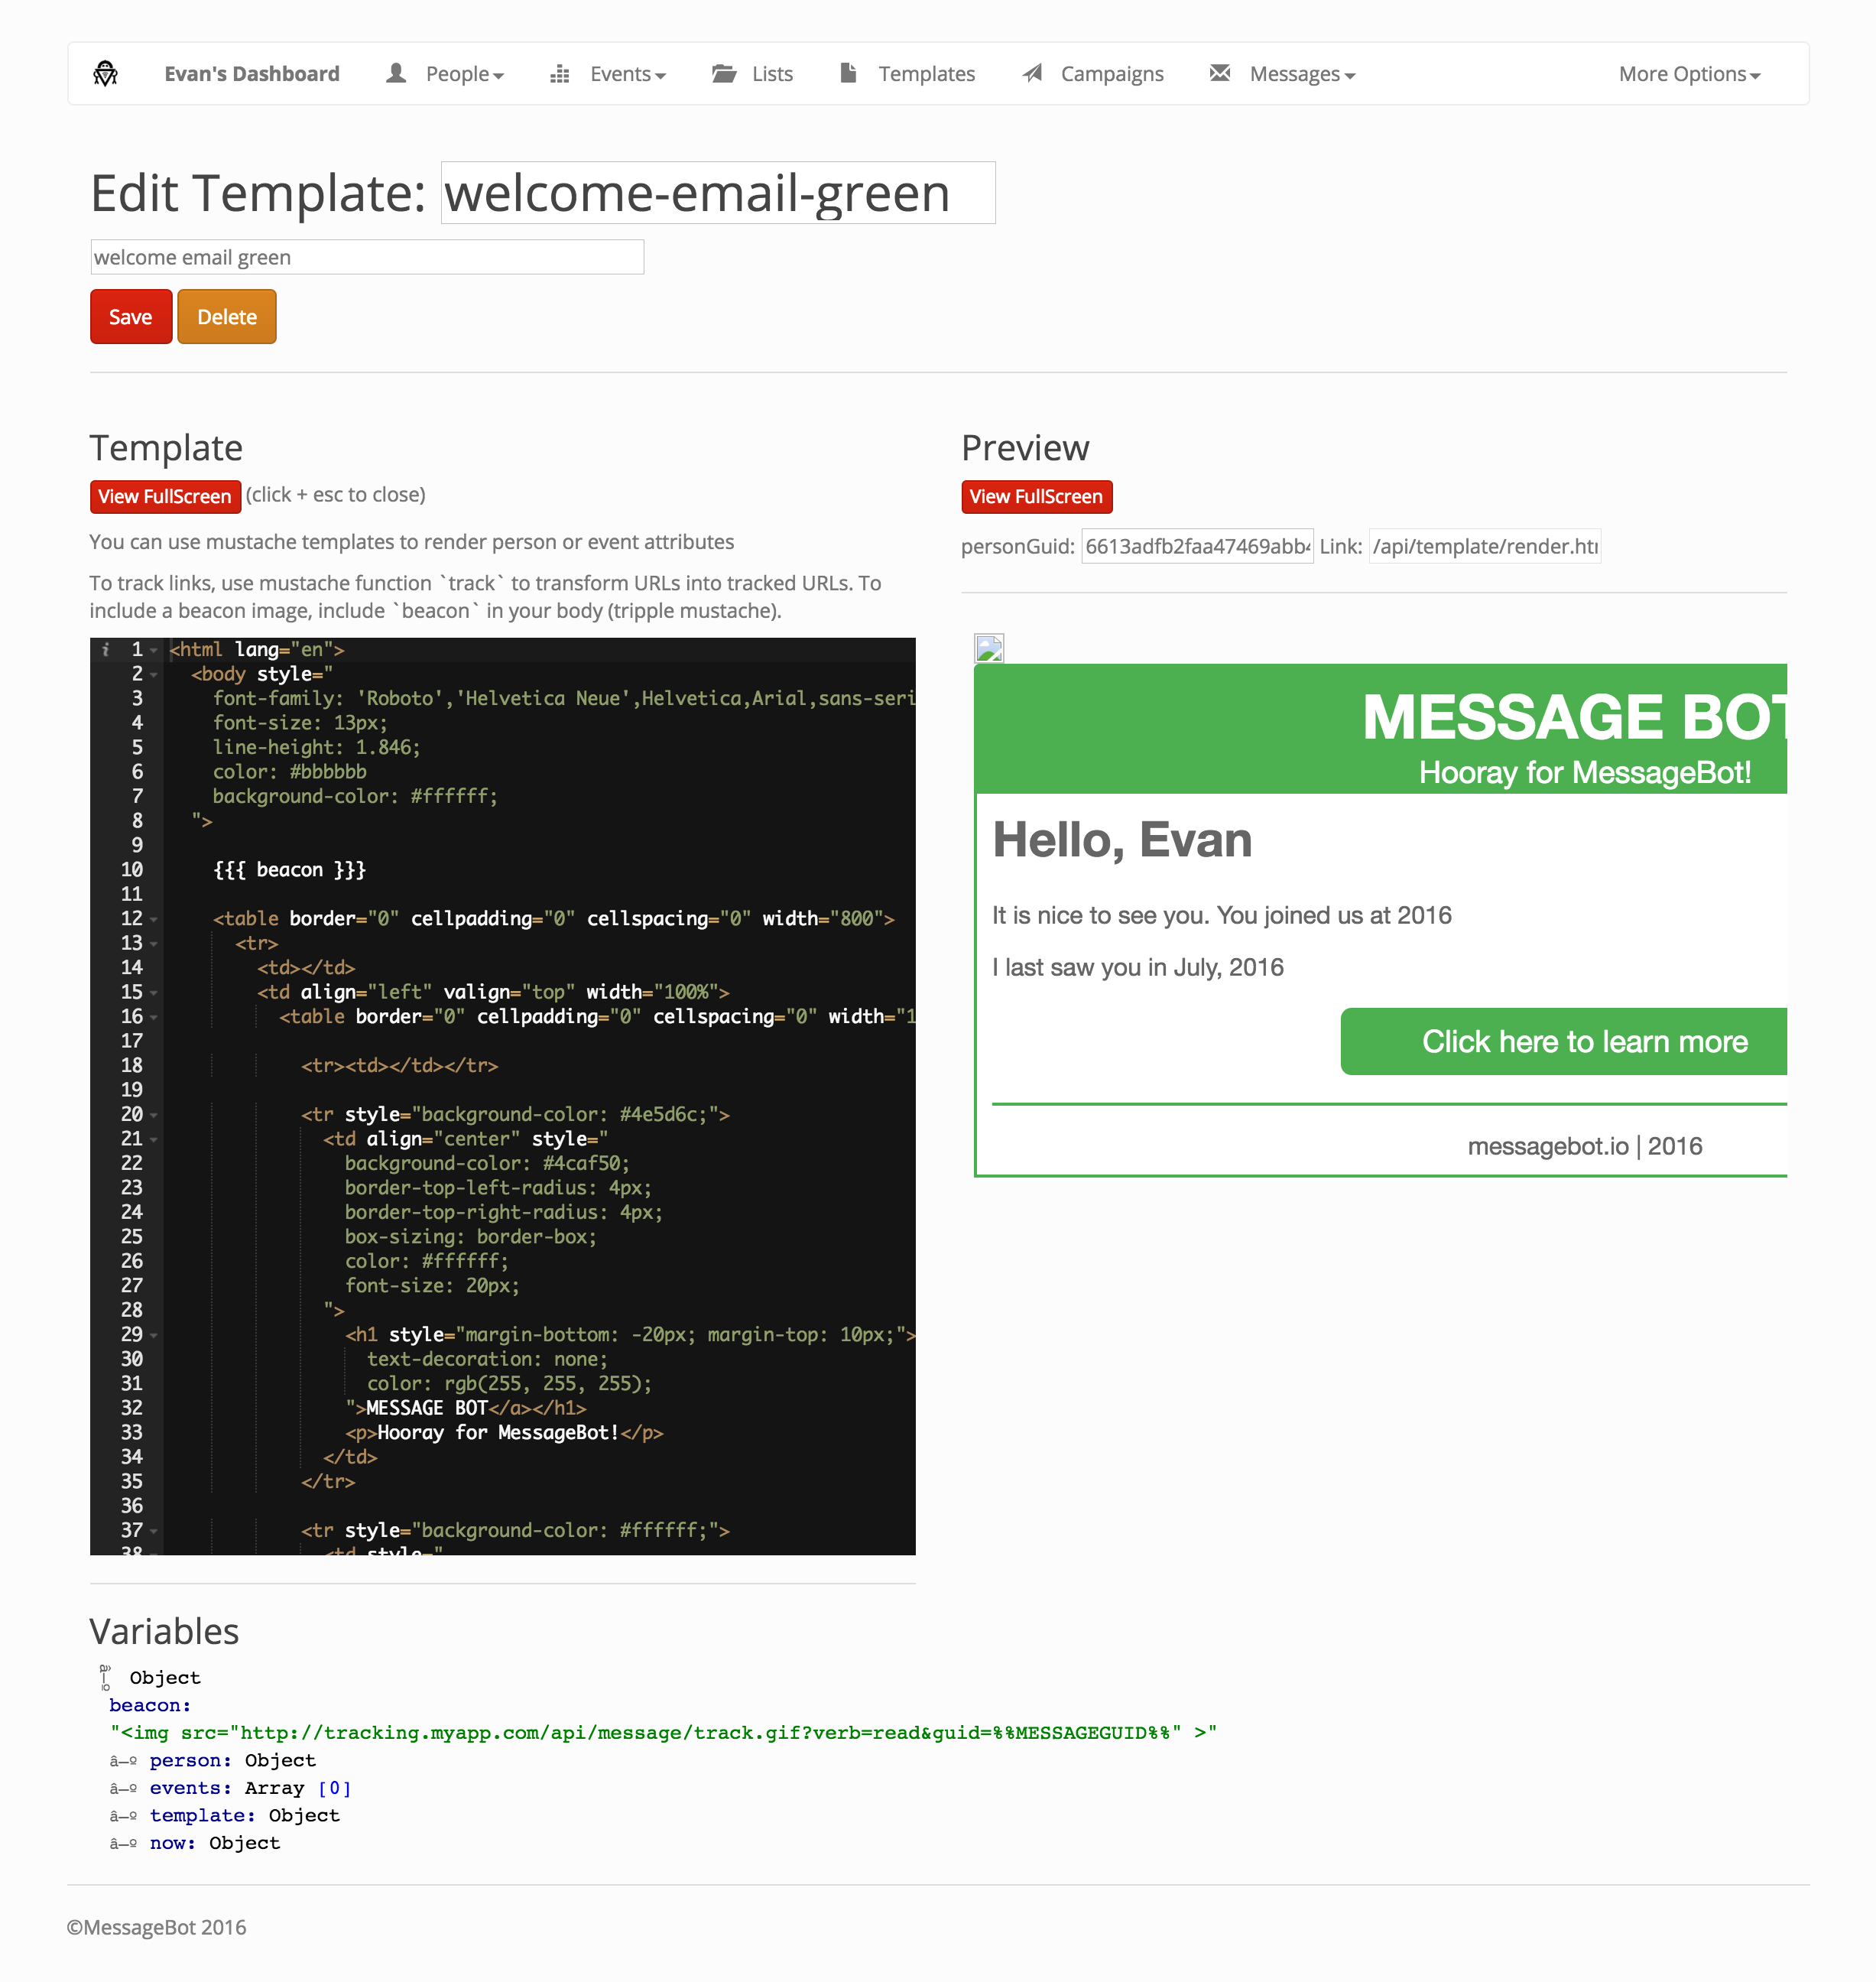 Evan's Dashboard People Events Lists Templates Campaigns Messages More Options
Edit Template: welcome-email-green
welcome email green
Save Delete
Template
View FullScreen (click + esc to close)
You can use mustache templates to render person or event attributes
To track links, use mustache function `track` to transform URLs into tracked URLs. To
include a beacon image, include `beacon` in your body (tripple mustache).
i 1 <html lang="en">
2 <body style="
3 font-family: 'Roboto','Helvetica Neue',Helvetica,Arial,sans-seri
4 font-size: 13px;
5 line-height: 1.846;
6 color: #bbbbbb
7 background-color: #ffffff;
8 ">
9
10 {{{ beacon }}}
11
12 <table border="0" cellpadding="0" cellspacing="0" width="800">
13 <tr>
14 <td></td>
15 <td align="left" valign="top" width="100%">
16 <table border="0" cellpadding="0" cellspacing="0" width="1
17
18 <tr><td></td></tr>
19
20 <tr style="background-color: #4e5d6c;">
21 <td align="center" style="
22 background-color: #4caf50;
23 border-top-left-radius: 4px;
24 border-top-right-radius: 4px;
25 box-sizing: border-box;
26 color: #ffffff;
27 font-size: 20px;
28 ">
29 <h1 style="margin-bottom: -20px; margin-top: 10px;">
30 text-decoration: none;
31 color: rgb(255, 255, 255);
32 ">MESSAGE BOT</a></h1>
33 <p>Hooray for MessageBot!</p>
34 </td>
35 </tr>
36
37 <tr style="background-color: #ffffff;">
38 <td style="
Preview
View FullScreen
personGuid: 6613adfb2faa47469abb4 Link: /api/template/render.htm
MESSAGE BOT
Hooray for MessageBot!
Hello, Evan
It is nice to see you. You joined us at 2016
I last saw you in July, 2016
Click here to learn more
messagebot.io | 2016
Variables
â–º Object
beacon:
"<img src="http://tracking.myapp.com/api/message/track.gif?verb=read&guid=%%MESSAGEGUID%%" >"
â–º person: Object
â–º events: Array [0]
â–º template: Object
â–º now: Object
©MessageBot 2016